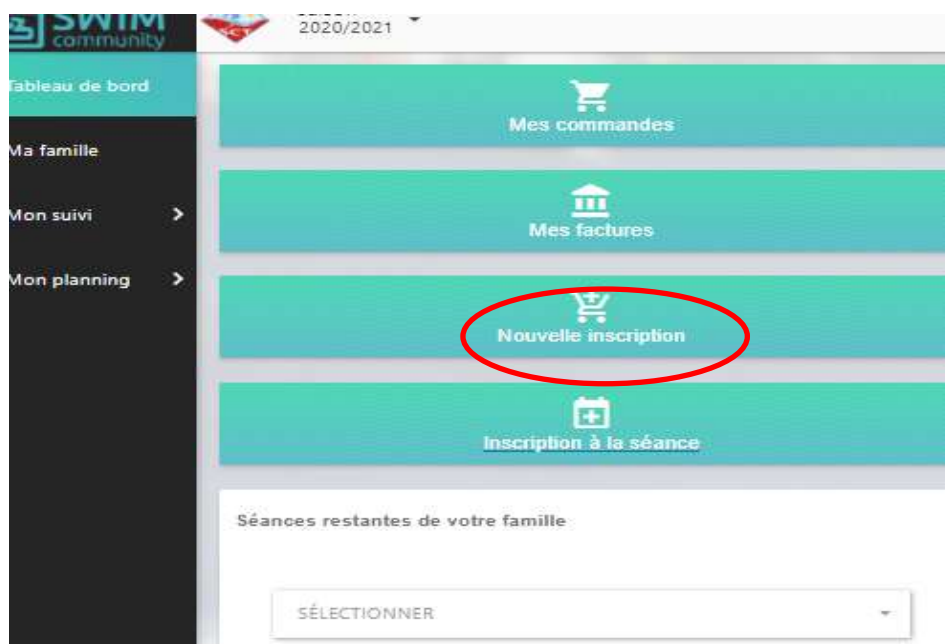 SWIM
community
SCT
2020/2021
Tableau de bord
Ma famille
Mon suivi
Mon planning
Mes commandes
Mes factures
Nouvelle inscription
Inscription à la séance
Séances restantes de votre famille
SÉLECTIONNER